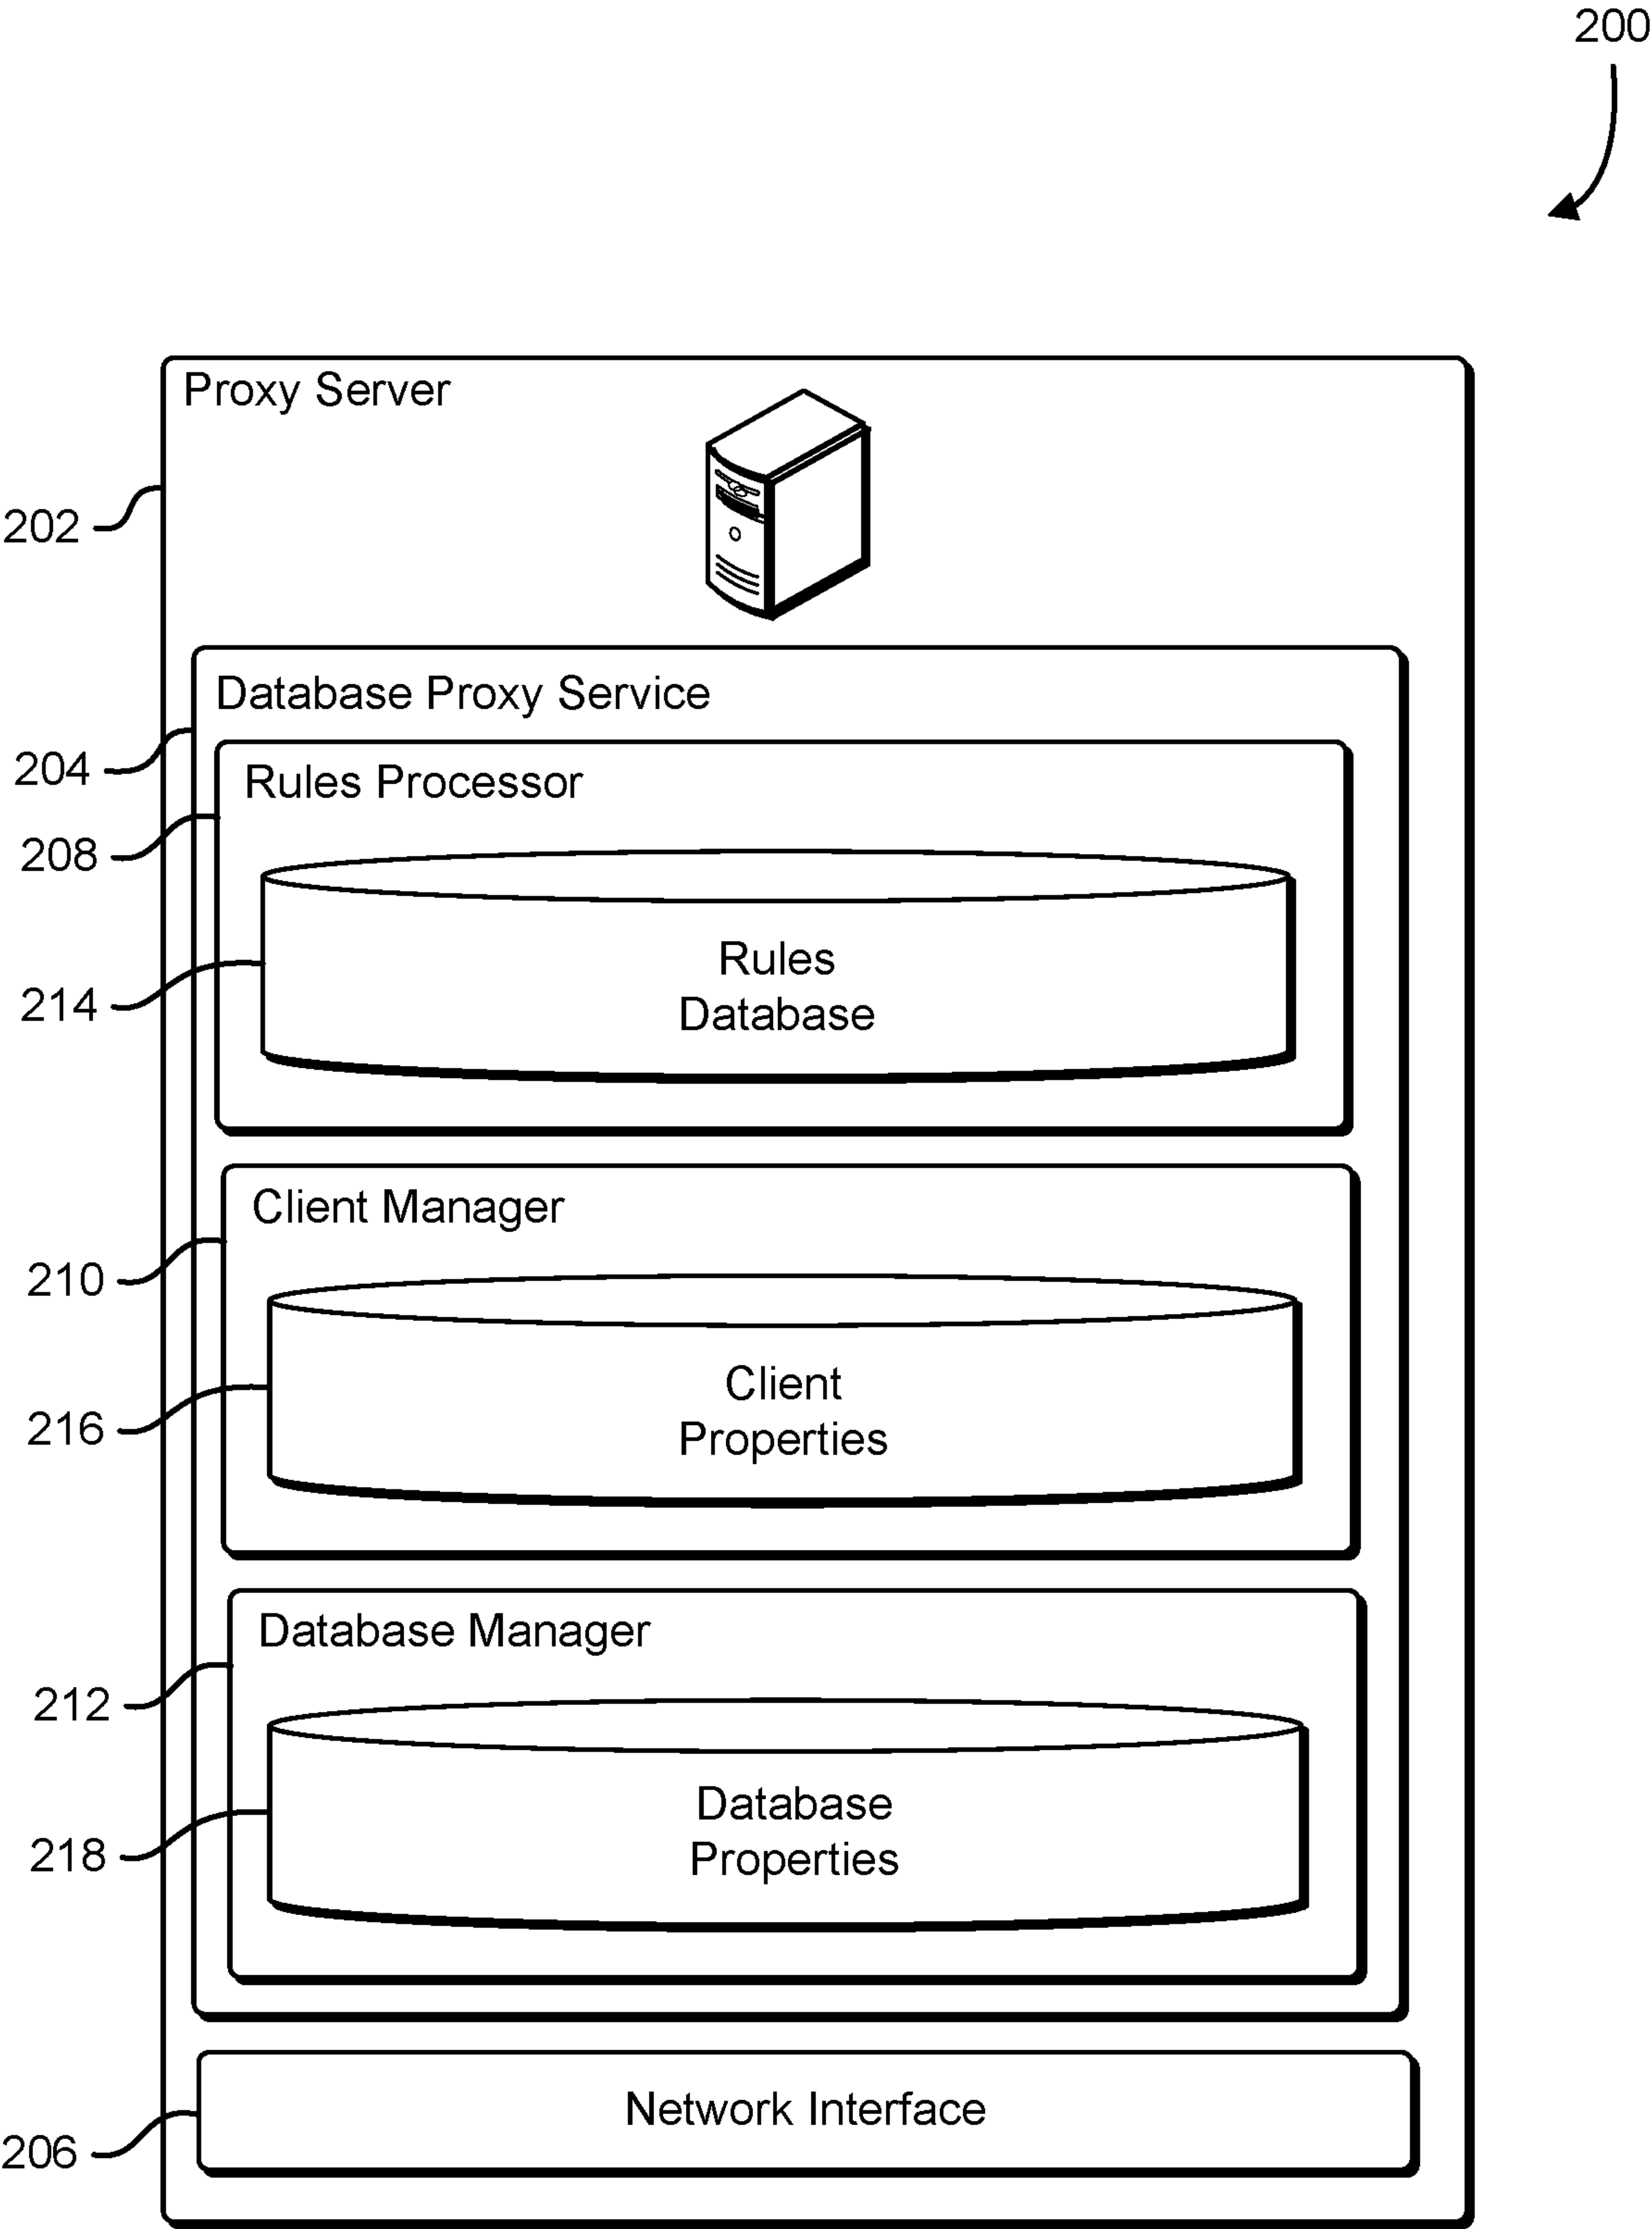 200
Proxy Server
202
Database Proxy Service
204
Rules Processor
208
Rules
Database
214
Client Manager
210
Client
Properties
216
Database Manager
212
Database
Properties
218
Network Interface
206